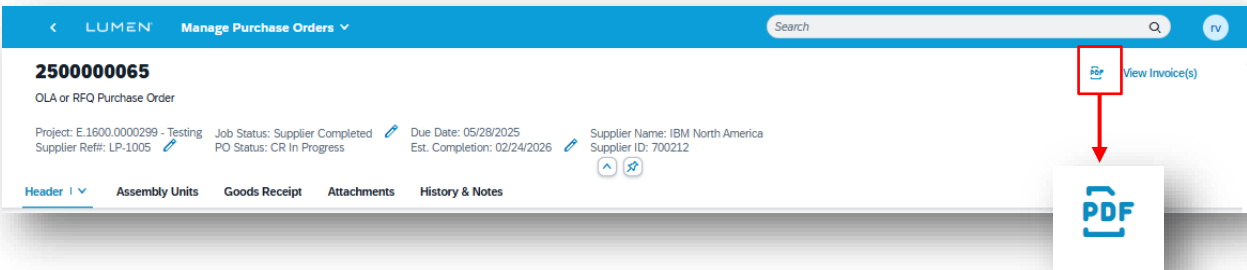 LUMEN Manage Purchase Orders Search rv
2500000065
PDF View Invoice(s)
OLA or RFQ Purchase Order
Project: E.1600.0000299 - Testing Job Status: Supplier Completed Due Date: 05/28/2025 Supplier Name: IBM North America
Supplier Ref#: LP-1005 PO Status: CR In Progress Est. Completion: 02/24/2026 Supplier ID: 700212
Header Assembly Units Goods Receipt Attachments History & Notes
PDF